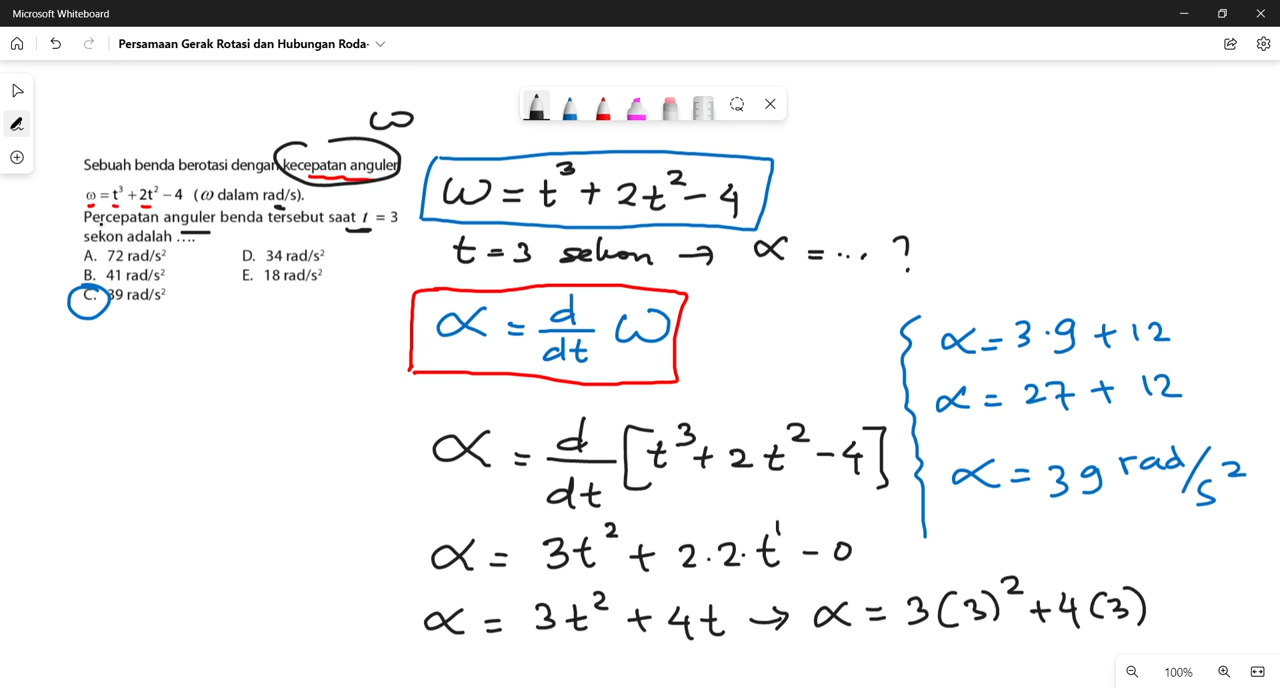 Microsoft Whiteboard
Persamaan Gerak Rotasi dan Hubungan Roda-
ω
Sebuah benda berotasi dengan kecepatan anguler
ω = t³ + 2t² − 4 (ω dalam rad/s).
Percepatan anguler benda tersebut saat t = 3
sekon adalah ....
A. 72 rad/s²
B. 41 rad/s²
C. 39 rad/s²
D. 34 rad/s²
E. 18 rad/s²
ω = t³ + 2t² − 4
t = 3 sekon → α = ... ?
α = d/dt ω
α = d/dt [t³ + 2t² − 4]
α = 3t² + 2·2·t¹ − 0
α = 3t² + 4t → α = 3(3)² + 4(3)
α = 3·9 + 12
α = 27 + 12
α = 39 rad/s²
100%